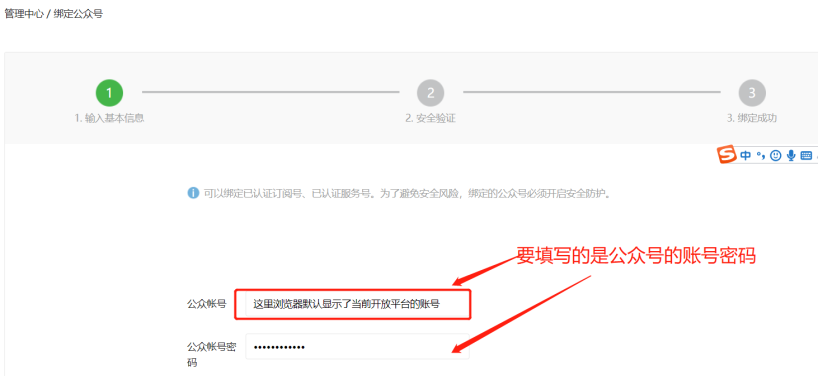 管理中心 / 绑定公众号
1
2
3
1. 输入基本信息
2. 安全验证
3. 绑定成功
S 中
可以绑定已认证订阅号、已认证服务号。为了避免安全风险，绑定的公众号必须开启安全防护。
要填写的是公众号的账号密码
公众帐号
这里浏览器默认显示了当前开放平台的账号
公众帐号密
码
••••••••••••